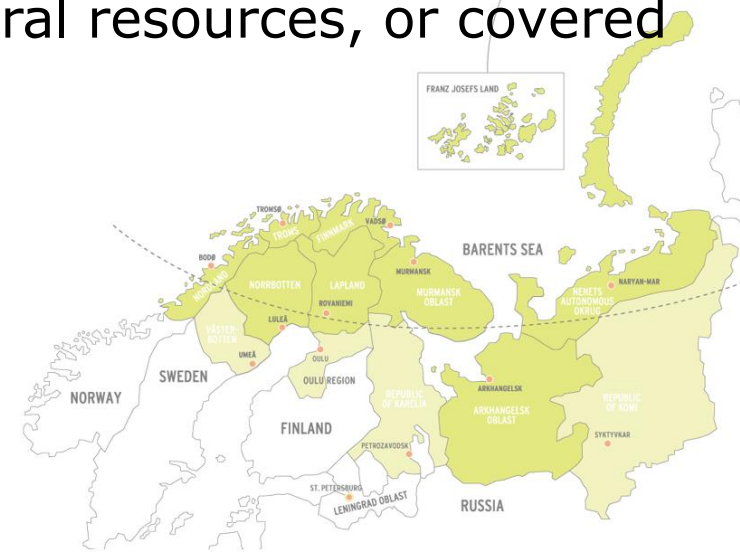 ral resources, or covered
FRANZ JOSEFS LAND
TROMSØ
TROMS
FINNMARK
VADSØ
BARENTS SEA
BODØ
NORDLAND
NORRBOTTEN
LAPLAND
MURMANSK
MURMANSK
OBLAST
NARYAN-MAR
NENETS
AUTONOMOUS
OKRUG
ROVANIEMI
LULEÅ
VÄSTER-
BOTTEN
UMEÅ
OULU
OULU REGION
SWEDEN
NORWAY
FINLAND
REPUBLIC
OF KARELIA
ARKHANGELSK
ARKHANGELSK
OBLAST
REPUBLIC
OF KOMI
SYKTYVKAR
PETROZAVODSK
ST. PETERSBURG
LENINGRAD OBLAST
RUSSIA